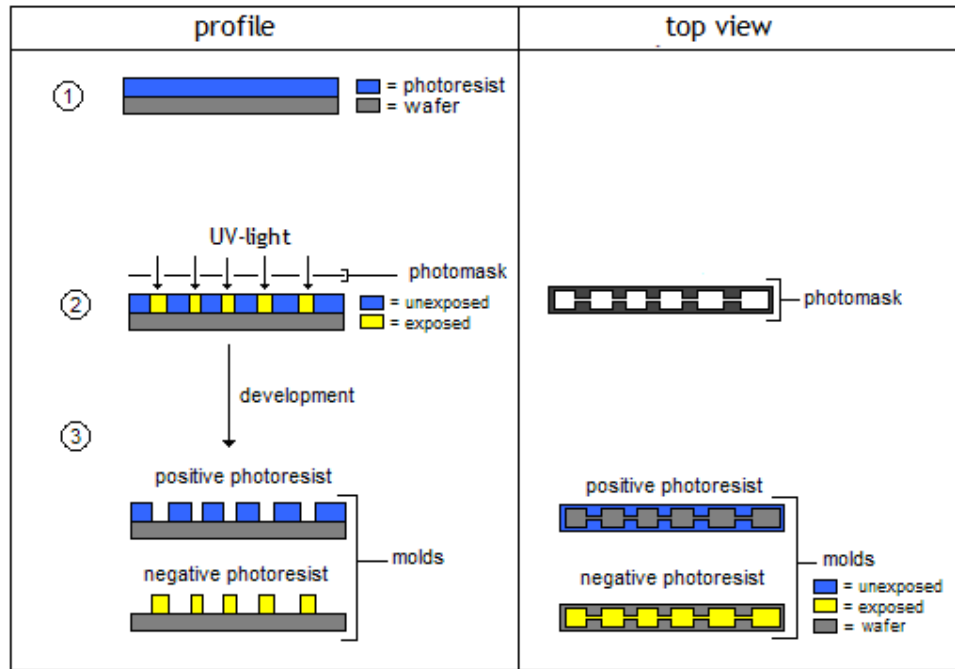 profile
top view
1
= photoresist
= wafer
UV-light
photomask
2
= unexposed
= exposed
photomask
development
3
positive photoresist
molds
negative photoresist
positive photoresist
molds
negative photoresist
= unexposed
= exposed
= wafer